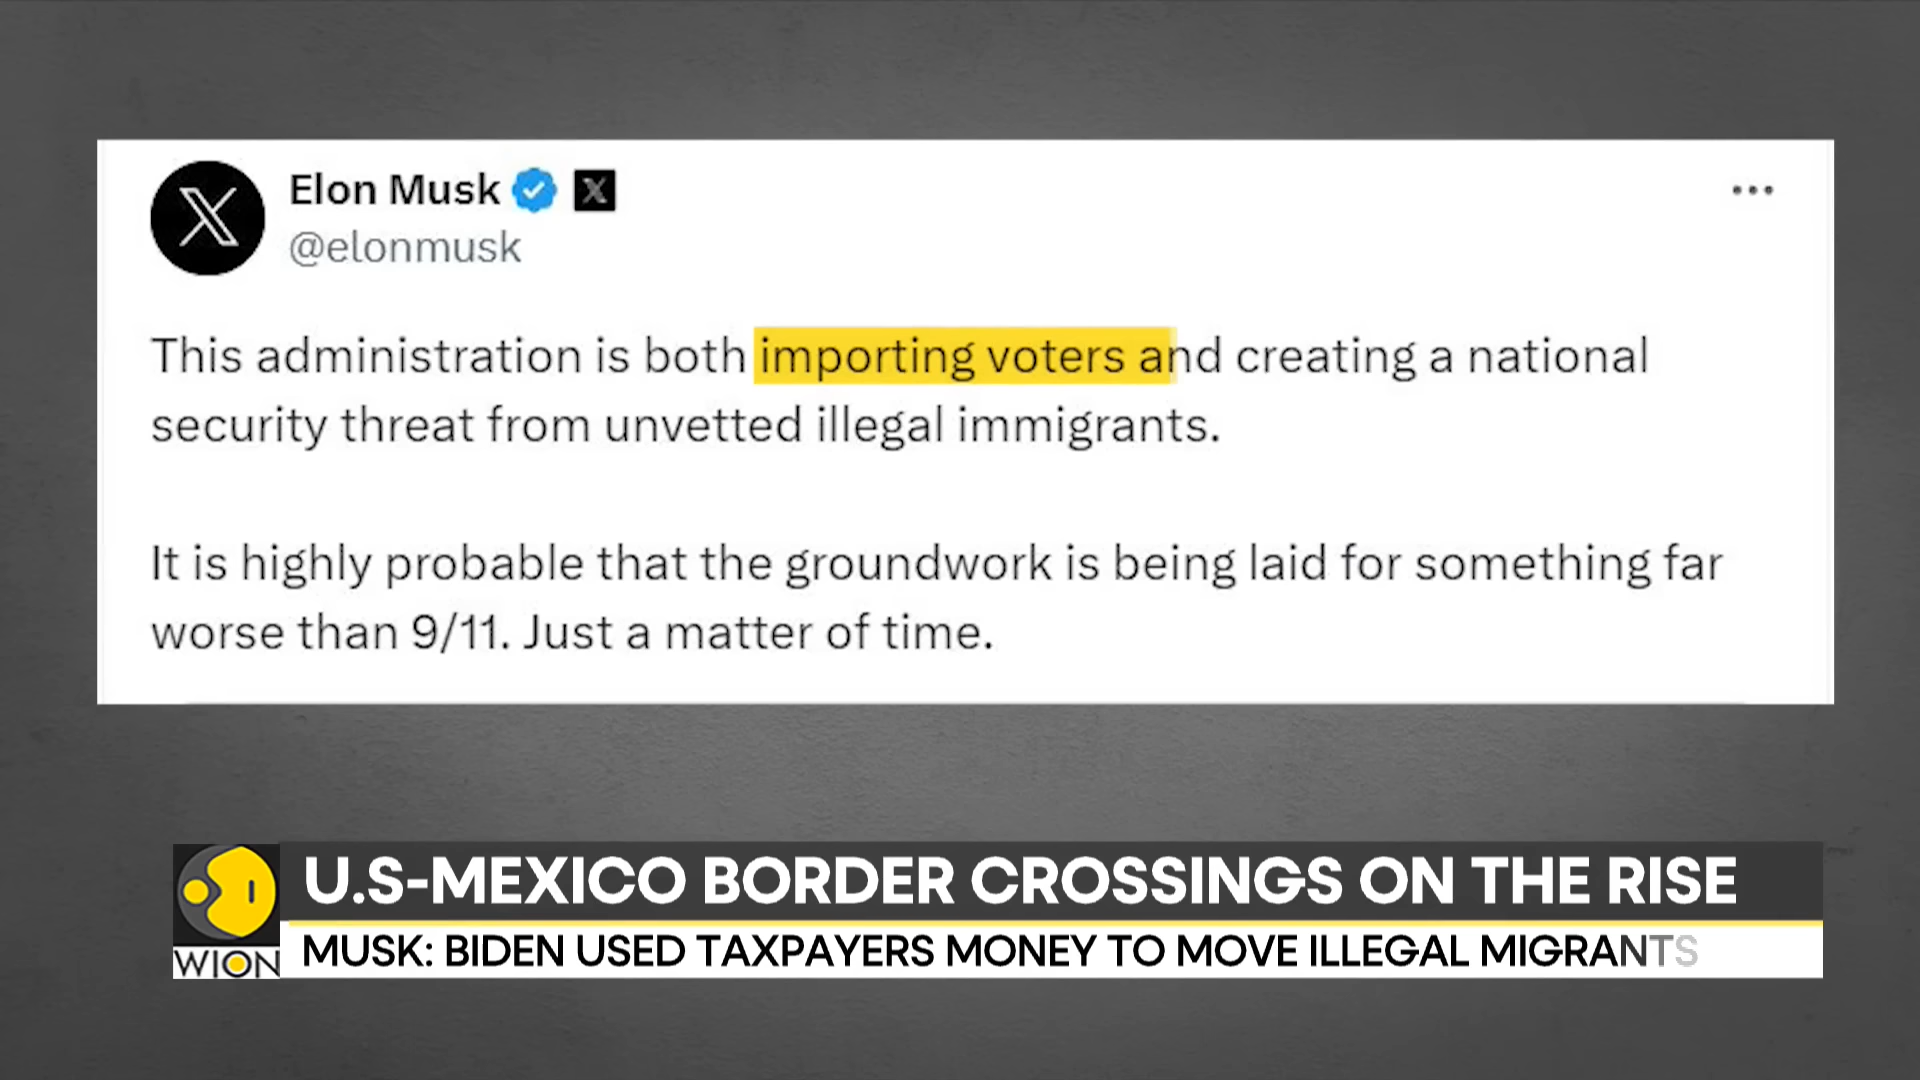 Elon Musk
@elonmusk
This administration is both importing voters and creating a national
security threat from unvetted illegal immigrants.
It is highly probable that the groundwork is being laid for something far
worse than 9/11. Just a matter of time.
U.S-MEXICO BORDER CROSSINGS ON THE RISE
MUSK: BIDEN USED TAXPAYERS MONEY TO MOVE ILLEGAL MIGRANTS
WION